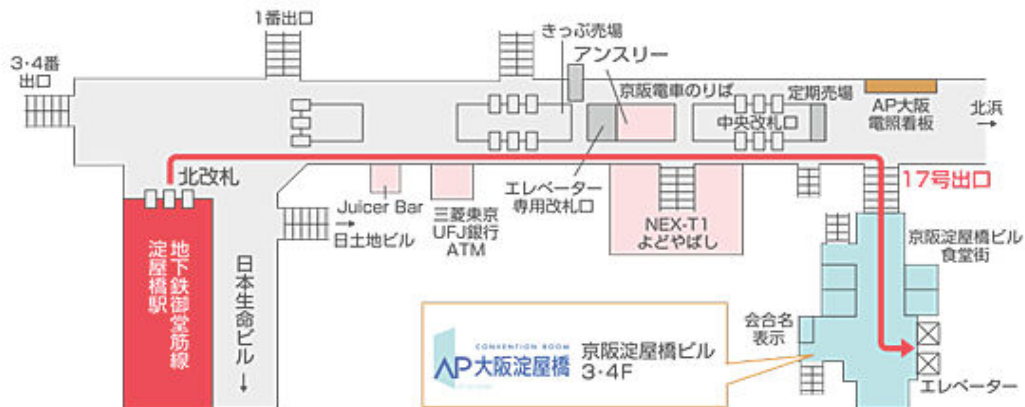 1番出口
きっぷ売場
アンスリー
3・4番
出口
京阪電車のりば
定期売場
中央改札口
AP大阪
電照看板
北浜
北改札
17号出口
エレベーター
専用改札口
Juicer Bar
三菱東京
UFJ銀行
ATM
日土地ビル
NEX-T1
よどやばし
京阪淀屋橋ビル
食堂街
地下鉄御堂筋線
淀屋橋駅
日本生命ビル
会合名
表示
CONVENTION ROOM
AP大阪淀屋橋
京阪淀屋橋ビル
3・4F
エレベーター